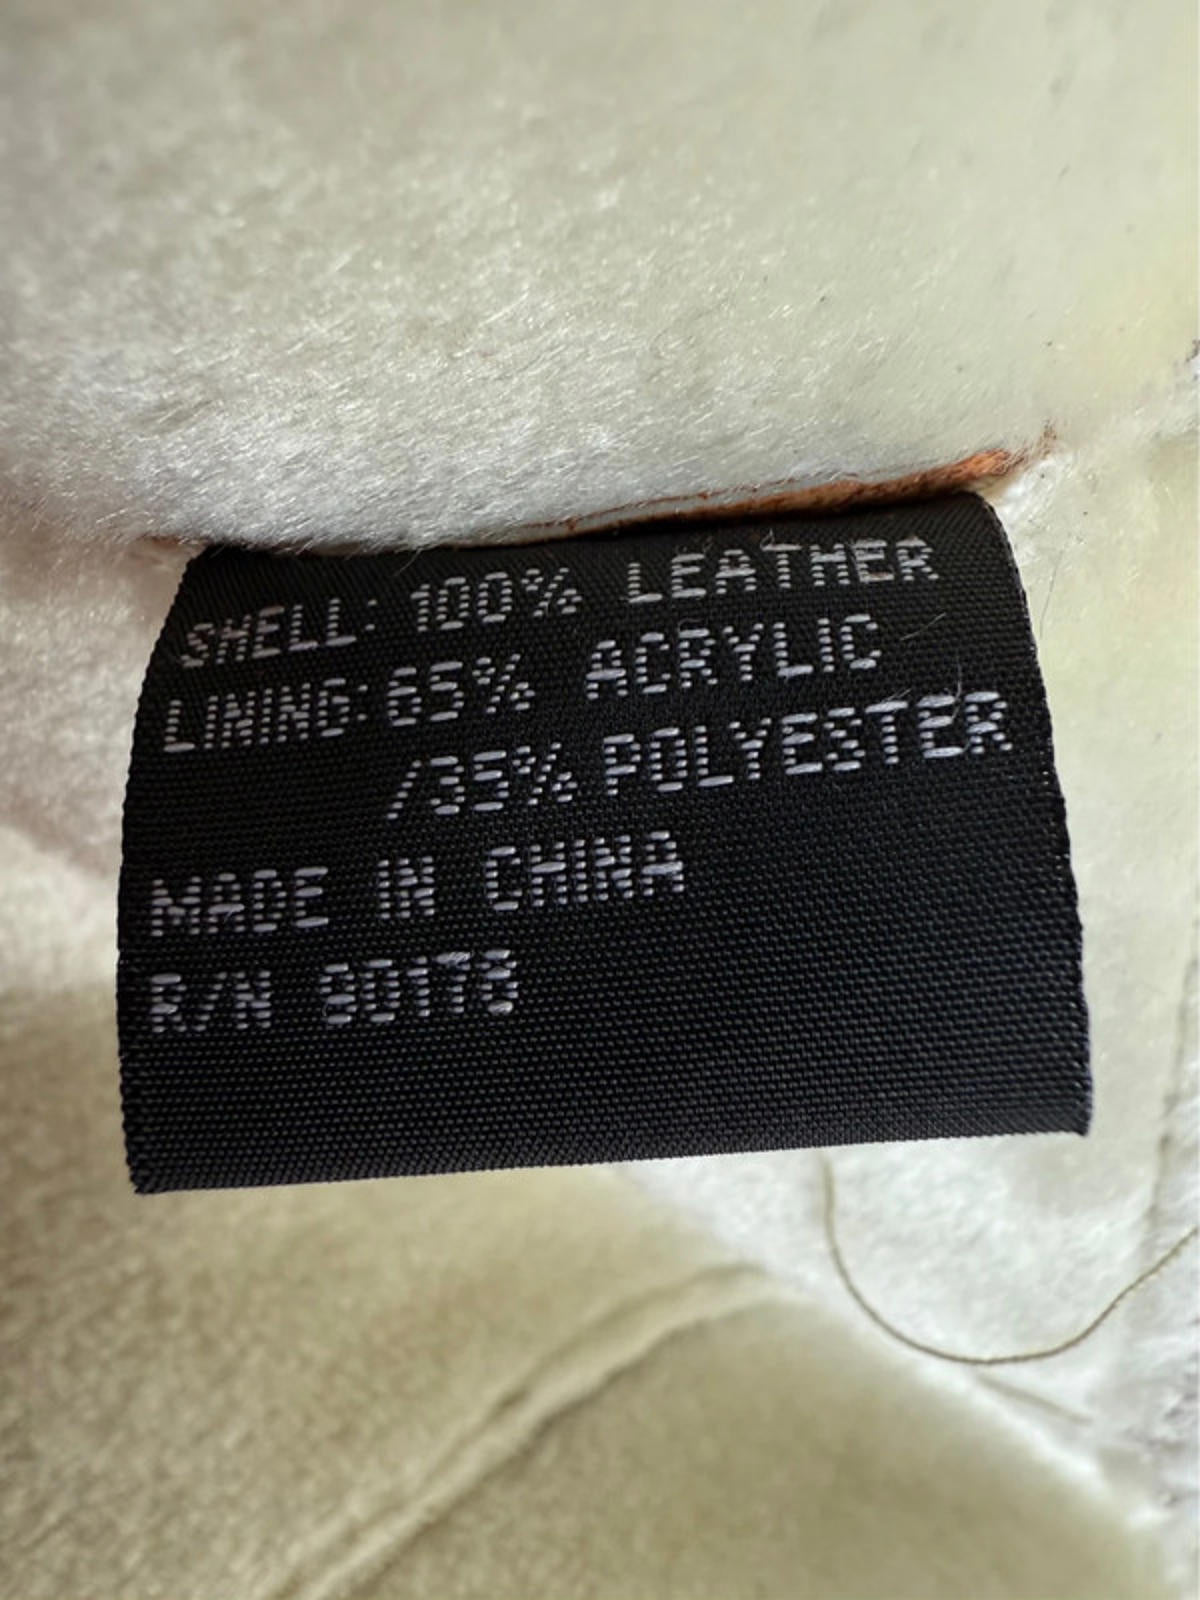 SHELL: 100% LEATHER
LINING: 65% ACRYLIC
/35% POLYESTER
MADE IN CHINA
R/N 80178